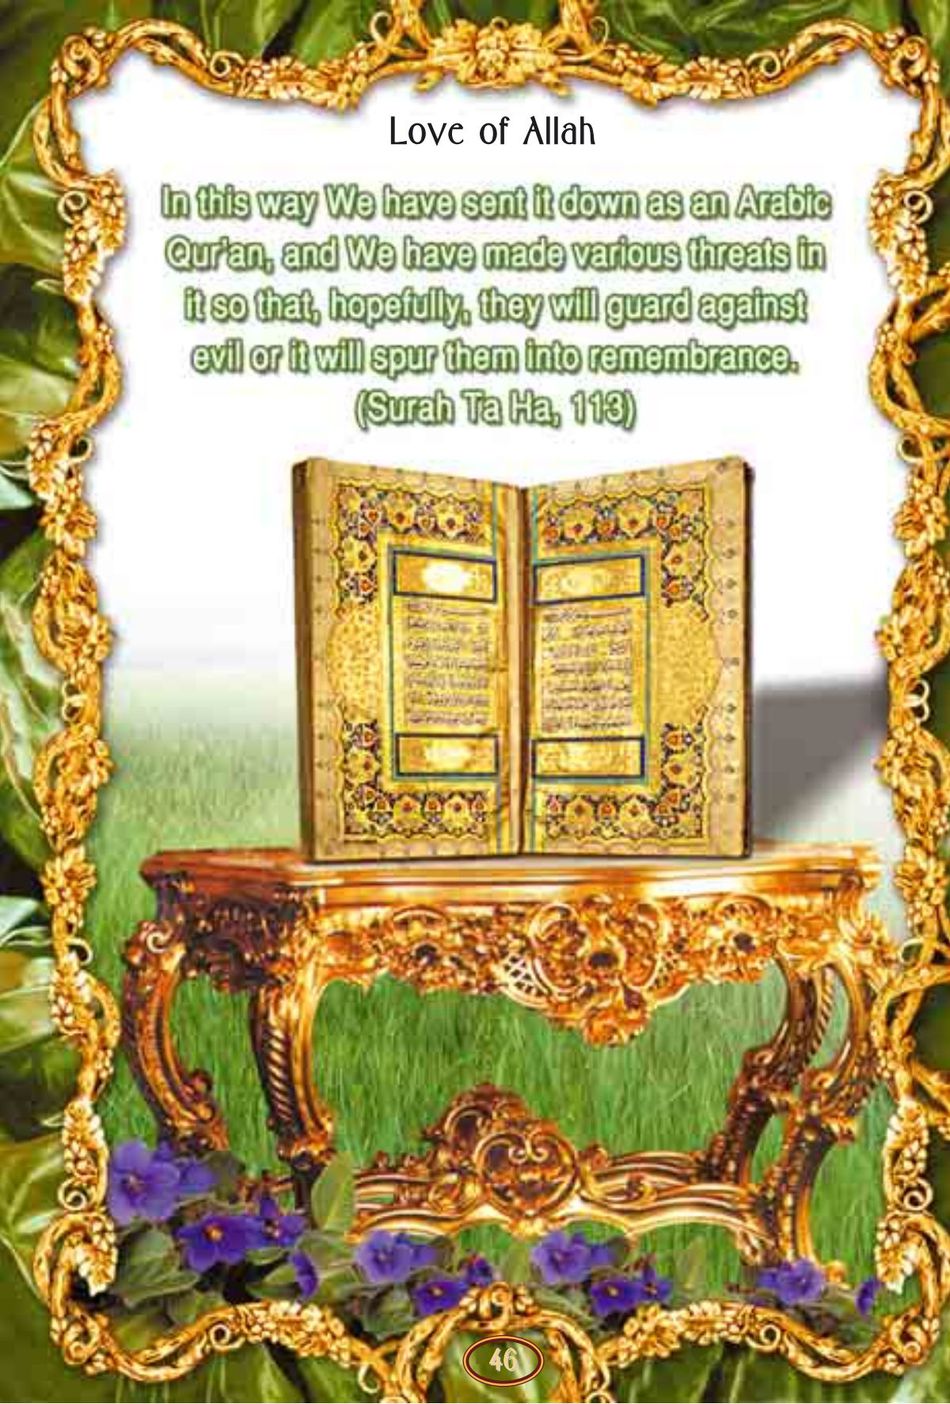 Love of Allah
In this way We have sent it down as an Arabic
Qur'an, and We have made various threats in
it so that, hopefully, they will guard against
evil or it will spur them into remembrance.
(Surah Ta Ha, 113)
46